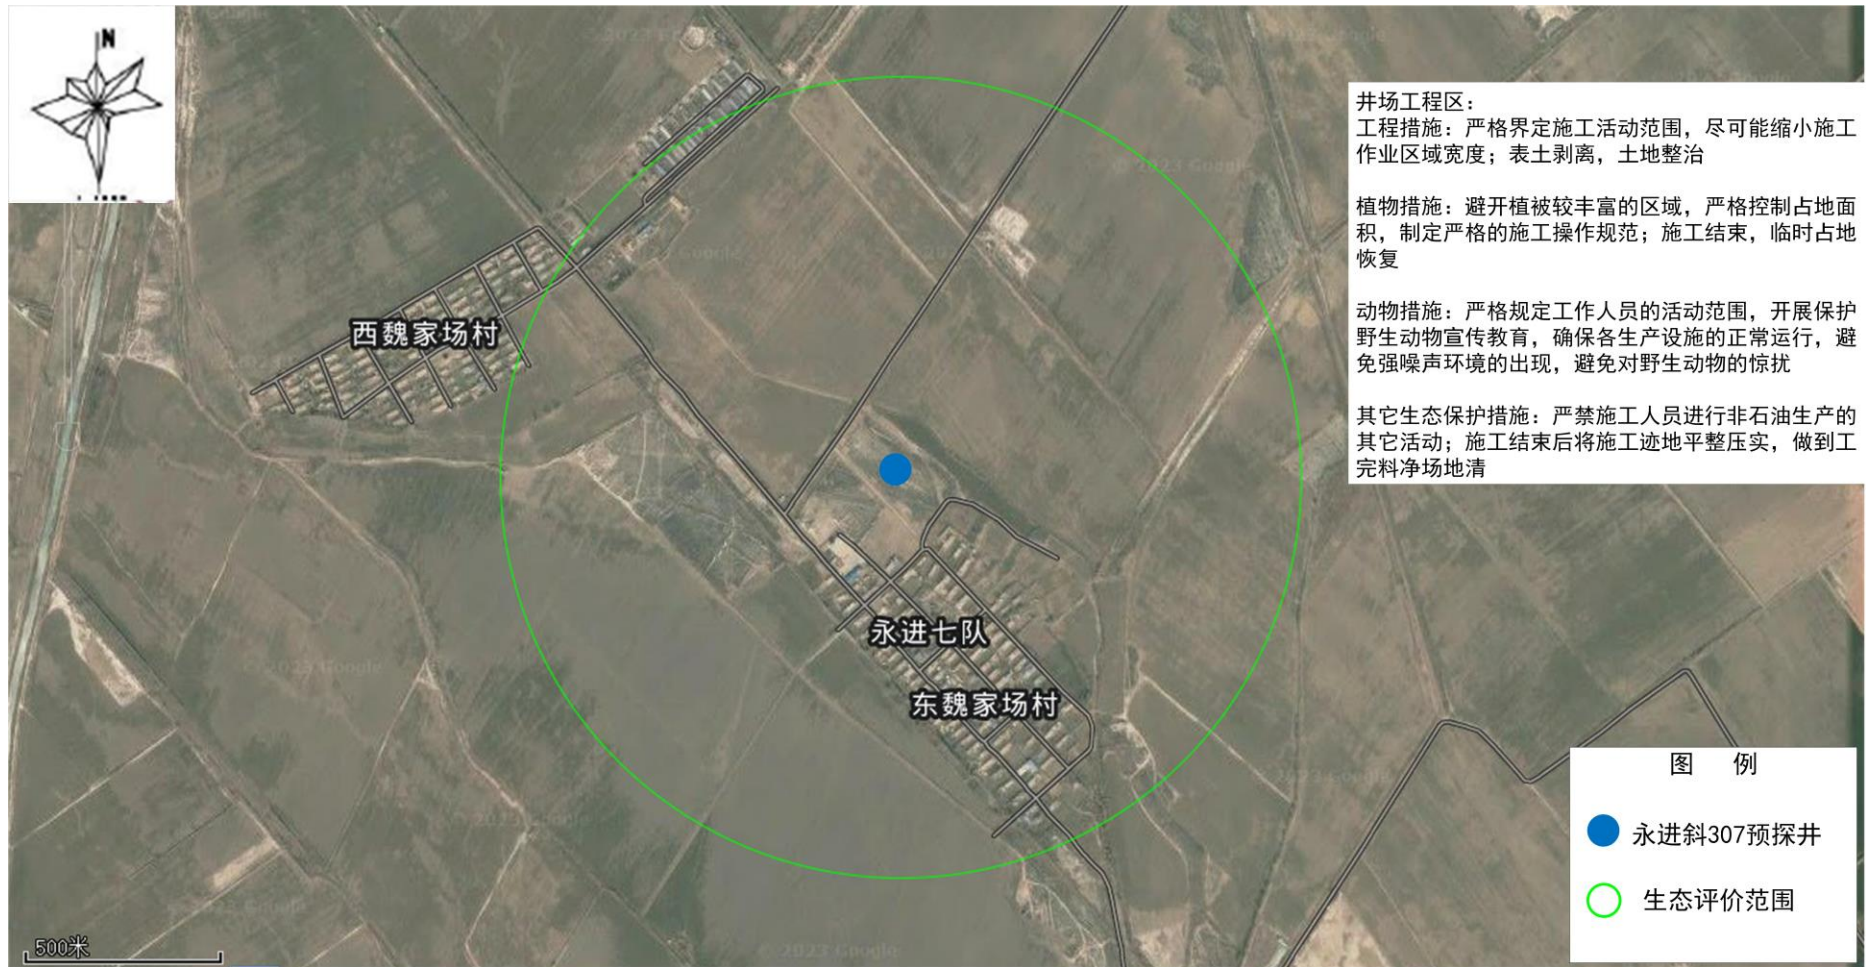 N
© 2023 Google
井场工程区：
工程措施：严格界定施工活动范围，尽可能缩小施工
作业区域宽度；表土剥离，土地整治
植物措施：避开植被较丰富的区域，严格控制占地面
积，制定严格的施工操作规范；施工结束，临时占地
恢复
动物措施：严格规定工作人员的活动范围，开展保护
野生动物宣传教育，确保各生产设施的正常运行，避
免强噪声环境的出现，避免对野生动物的惊扰
其它生态保护措施：严禁施工人员进行非石油生产的
其它活动；施工结束后将施工迹地平整压实，做到工
完料净场地清
西魏家场村
永进七队
东魏家场村
图 例
永进斜307预探井
生态评价范围
500米
© 2023 Google